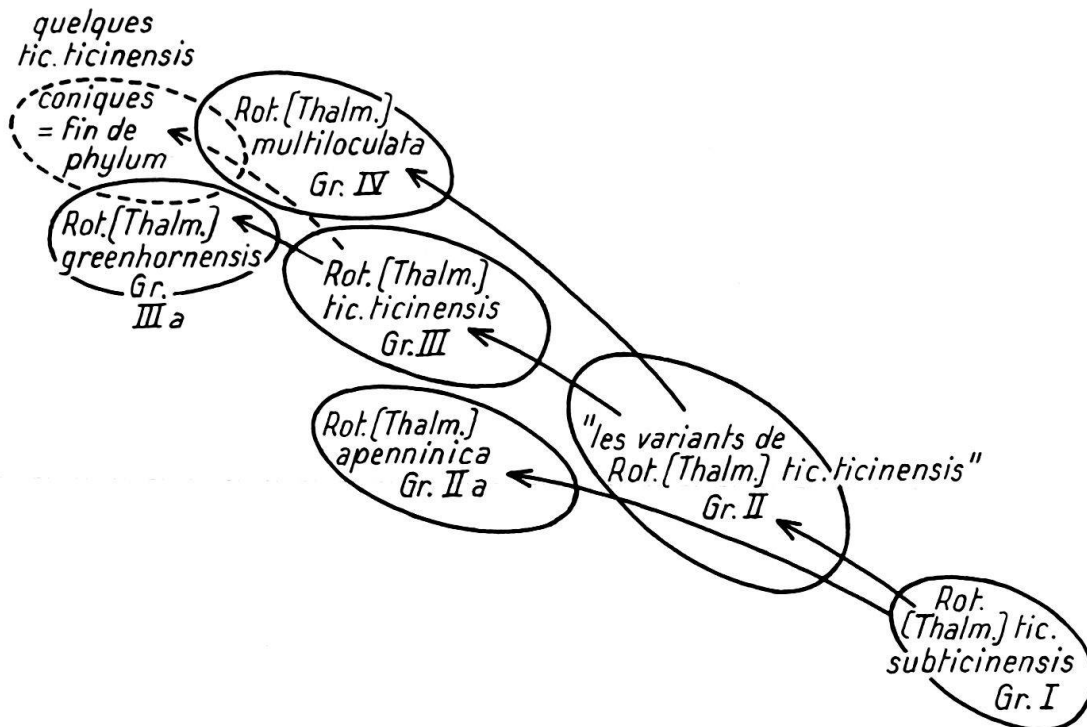 quelques
tic. ticinensis
coniques
= fin de
phylum
Rot. [Thalm.]
multiloculata
Gr. IV
Rot. [Thalm.]
greenhornensis
Gr.
III a
Rot. [Thalm.]
tic. ticinensis
Gr. III
Rot. [Thalm.]
apenninica
Gr. II a
"les variants de
Rot. [Thalm.] tic. ticinensis"
Gr. II
Rot.
[Thalm.] tic.
subticinensis
Gr. I